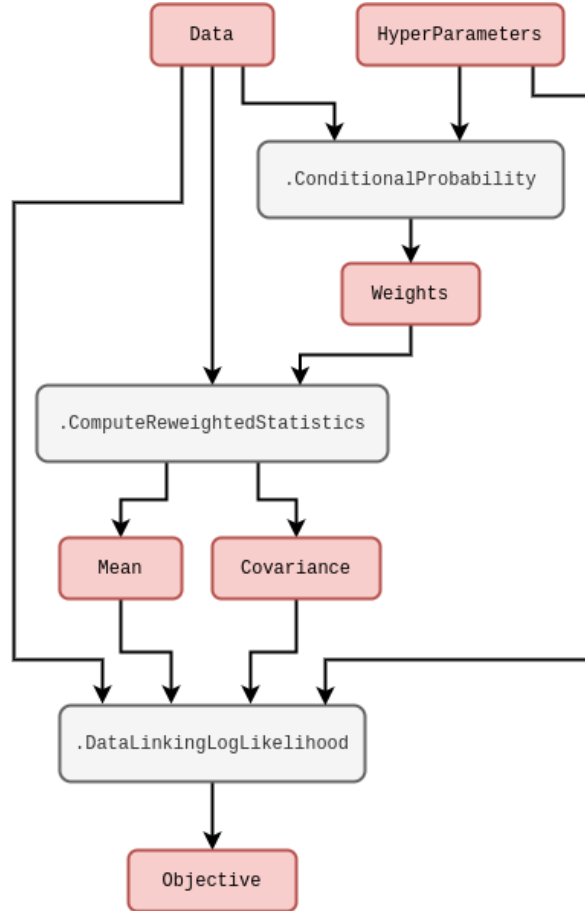 Data
HyperParameters
.ConditionalProbability
Weights
.ComputeReweightedStatistics
Mean
Covariance
.DataLinkingLogLikelihood
Objective